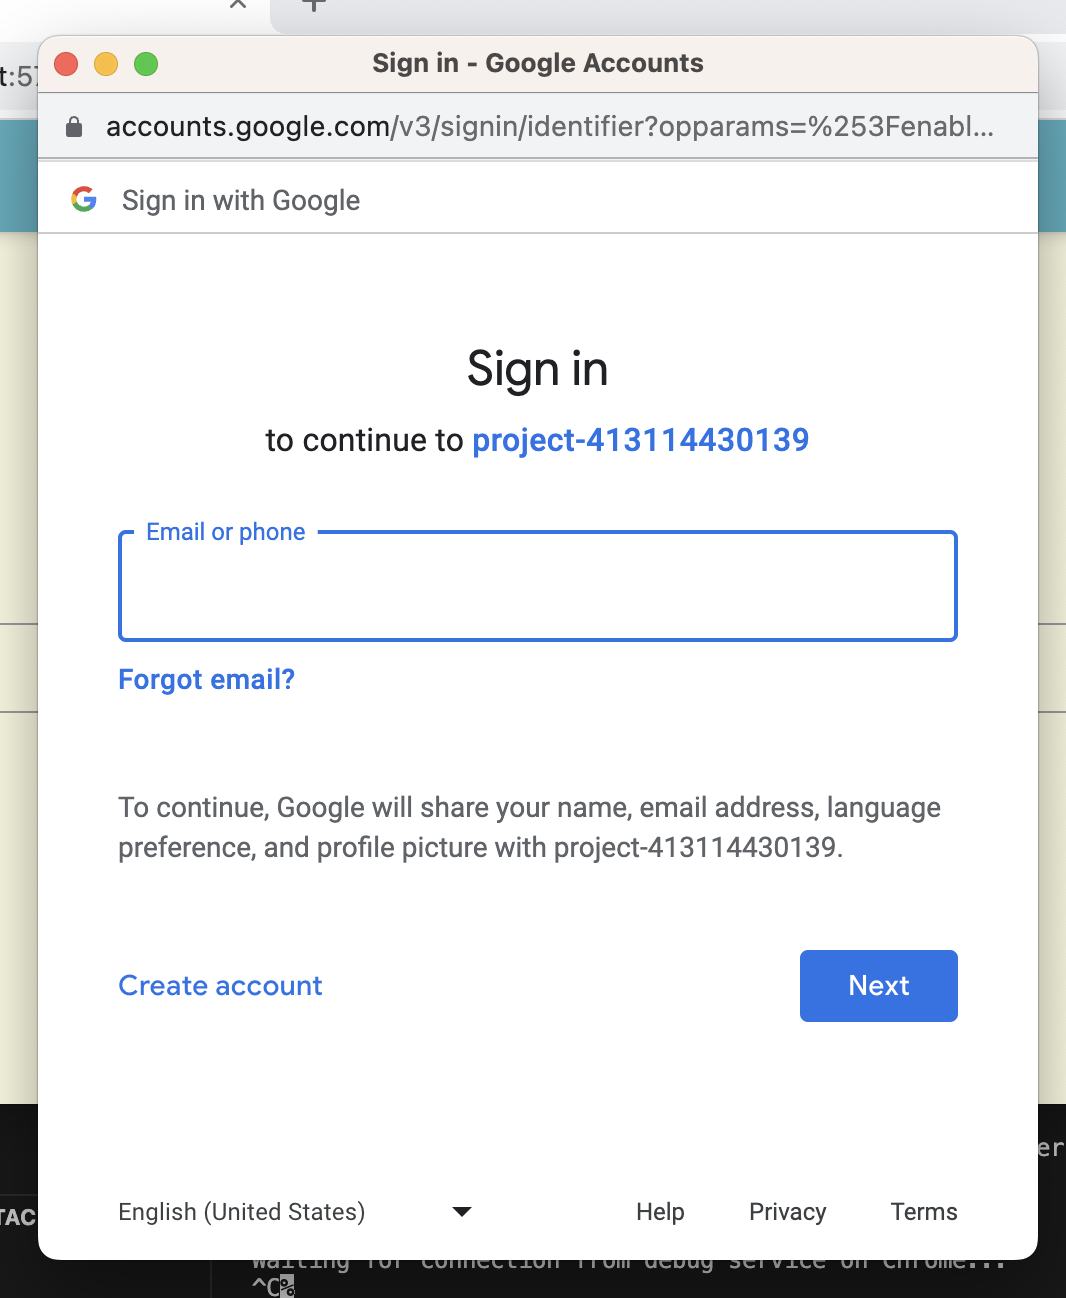 Sign in - Google Accounts
t:57
accounts.google.com/v3/signin/identifier?opparams=%253Fenabl...
Sign in with Google
Sign in
to continue to project-413114430139
Email or phone
Forgot email?
To continue, Google will share your name, email address, language
preference, and profile picture with project-413114430139.
Create account
Next
er
TAC
English (United States)
Help
Privacy
Terms
Waiting for connection from debug service on Chrome...
^C%